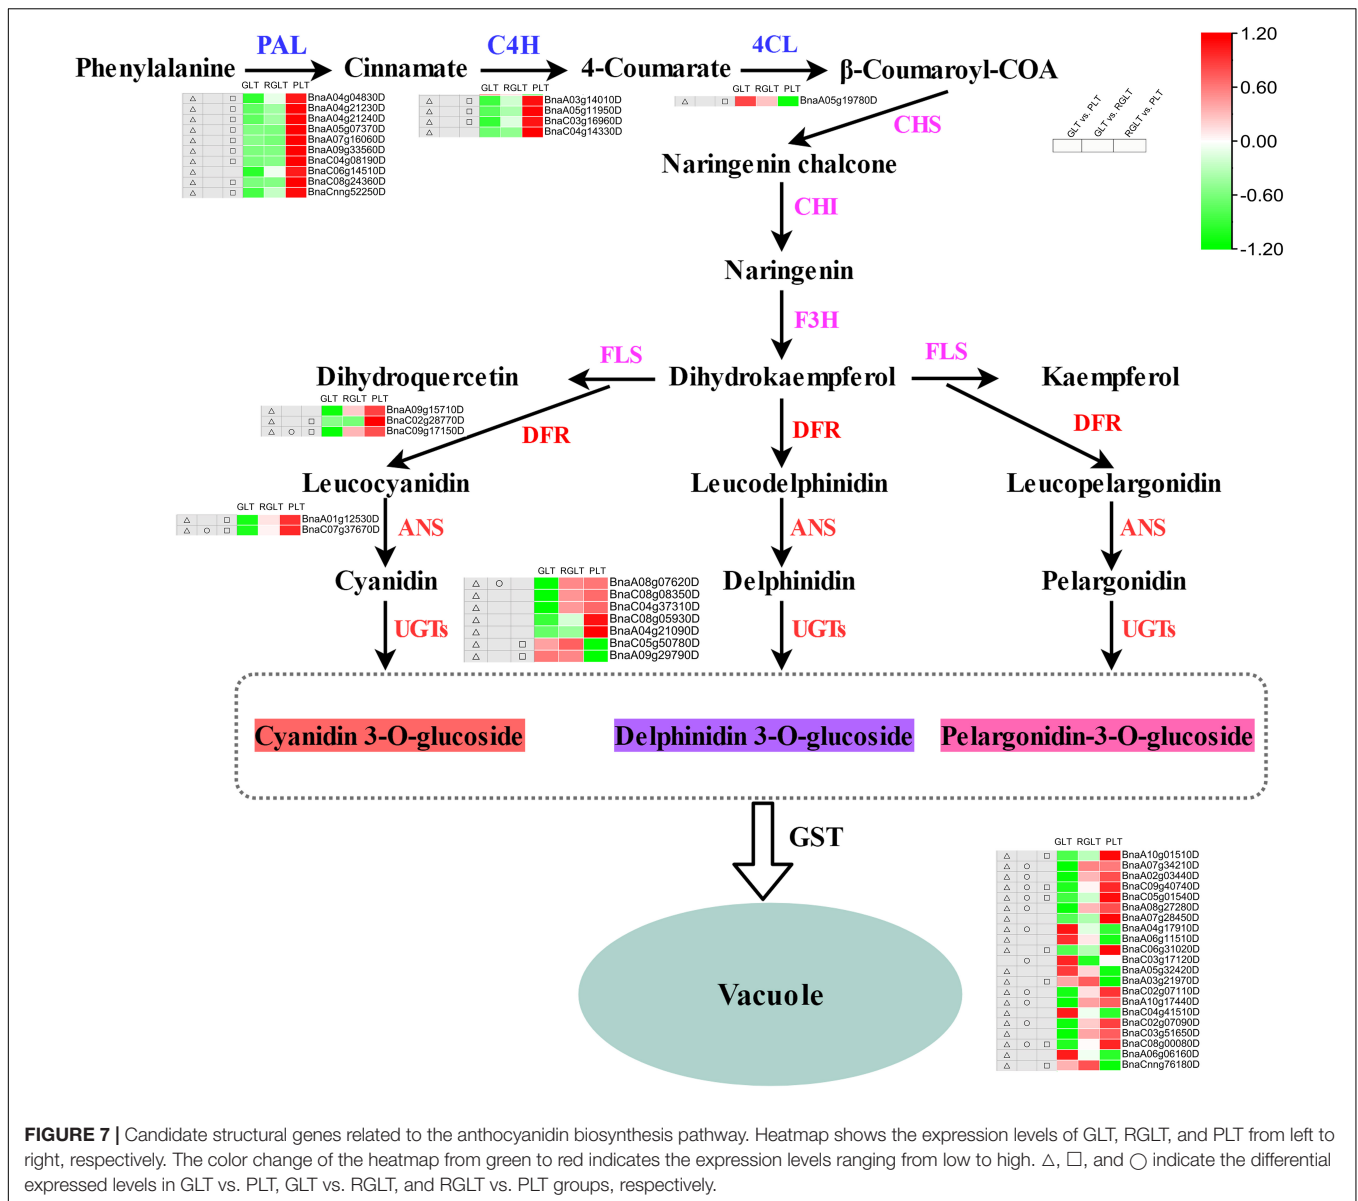 PAL C4H 4CL
Phenylalanine Cinnamate 4-Coumarate β-Coumaroyl-COA
GLT RGLT PLT
BnaA04g04830D
BnaA04g21230D
BnaA04g21240D
BnaA05g07370D
BnaA07g16060D
BnaA09g33560D
BnaC04g08190D
BnaC06g14510D
BnaC08g24360D
BnaCnng52250D
GLT RGLT PLT
BnaA03g14010D
BnaA05g11950D
BnaC03g16960D
BnaC04g14330D
GLT RGLT PLT
BnaA05g19780D
GLT vs. PLT
GLT vs. RGLT
RGLT vs. PLT
1.20
0.60
0.00
-0.60
-1.20
CHS
Naringenin chalcone
CHI
Naringenin
F3H
FLS FLS
Dihydroquercetin Dihydrokaempferol Kaempferol
GLT RGLT PLT
BnaA09g15710D
BnaC02g28770D
BnaC09g17150D
DFR DFR DFR
Leucocyanidin Leucodelphinidin Leucopelargonidin
GLT RGLT PLT
BnaA01g12530D
BnaC07g37670D
ANS ANS ANS
Cyanidin Delphinidin Pelargonidin
GLT RGLT PLT
BnaA08g07620D
BnaC08g08350D
BnaC04g37310D
BnaC08g05930D
BnaA04g21090D
BnaC05g50780D
BnaA09g29790D
UGTs UGTs UGTs
Cyanidin 3-O-glucoside Delphinidin 3-O-glucoside Pelargonidin-3-O-glucoside
GST
Vacuole
GLT RGLT PLT
BnaA10g01510D
BnaA07g34210D
BnaA02g03440D
BnaC09g40740D
BnaC05g01540D
BnaA08g27280D
BnaA07g28450D
BnaA04g17910D
BnaA06g11510D
BnaC06g31020D
BnaC03g17120D
BnaA05g32420D
BnaA03g21970D
BnaC02g07110D
BnaA10g17440D
BnaC04g41510D
BnaC02g07090D
BnaC03g51650D
BnaC08g00080D
BnaA06g06160D
BnaCnng76180D
FIGURE 7 | Candidate structural genes related to the anthocyanidin biosynthesis pathway. Heatmap shows the expression levels of GLT, RGLT, and PLT from left to
right, respectively. The color change of the heatmap from green to red indicates the expression levels ranging from low to high. △, □, and ○ indicate the differential
expressed levels in GLT vs. PLT, GLT vs. RGLT, and RGLT vs. PLT groups, respectively.